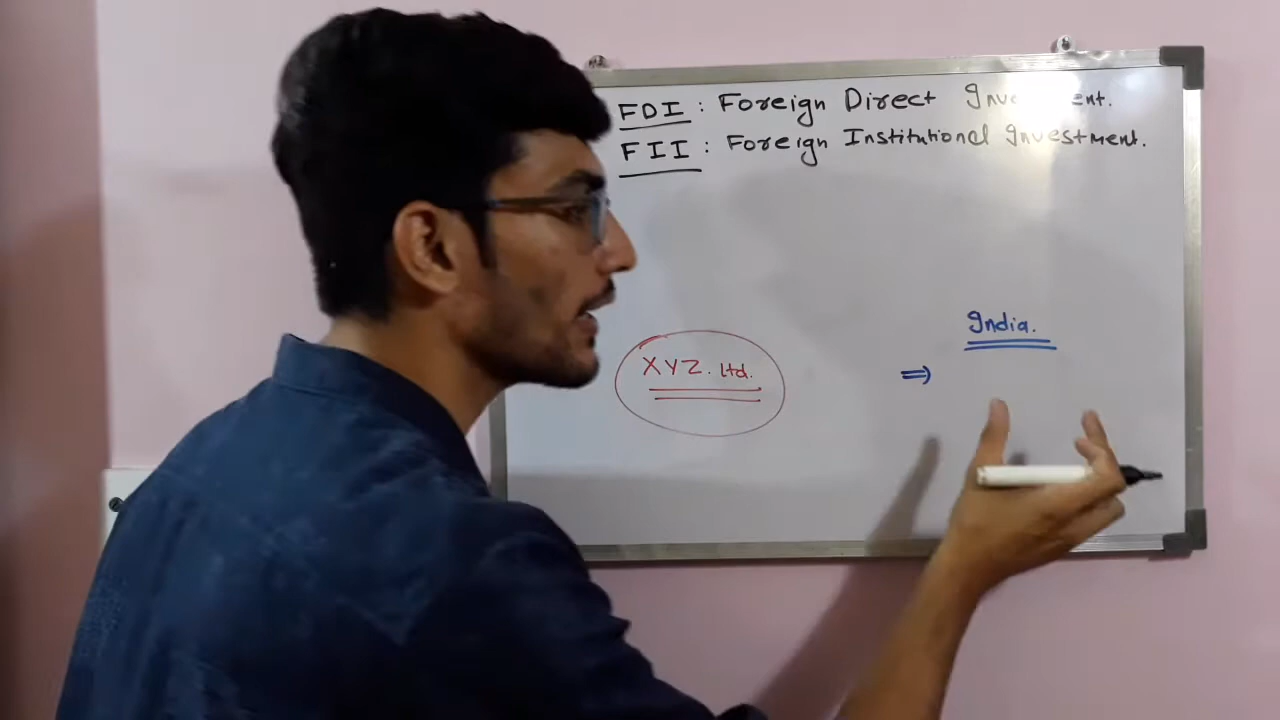 FDI : Foreign Direct
FII : Foreign Institutional Investment.
India.
XYZ. ltd.
⇒